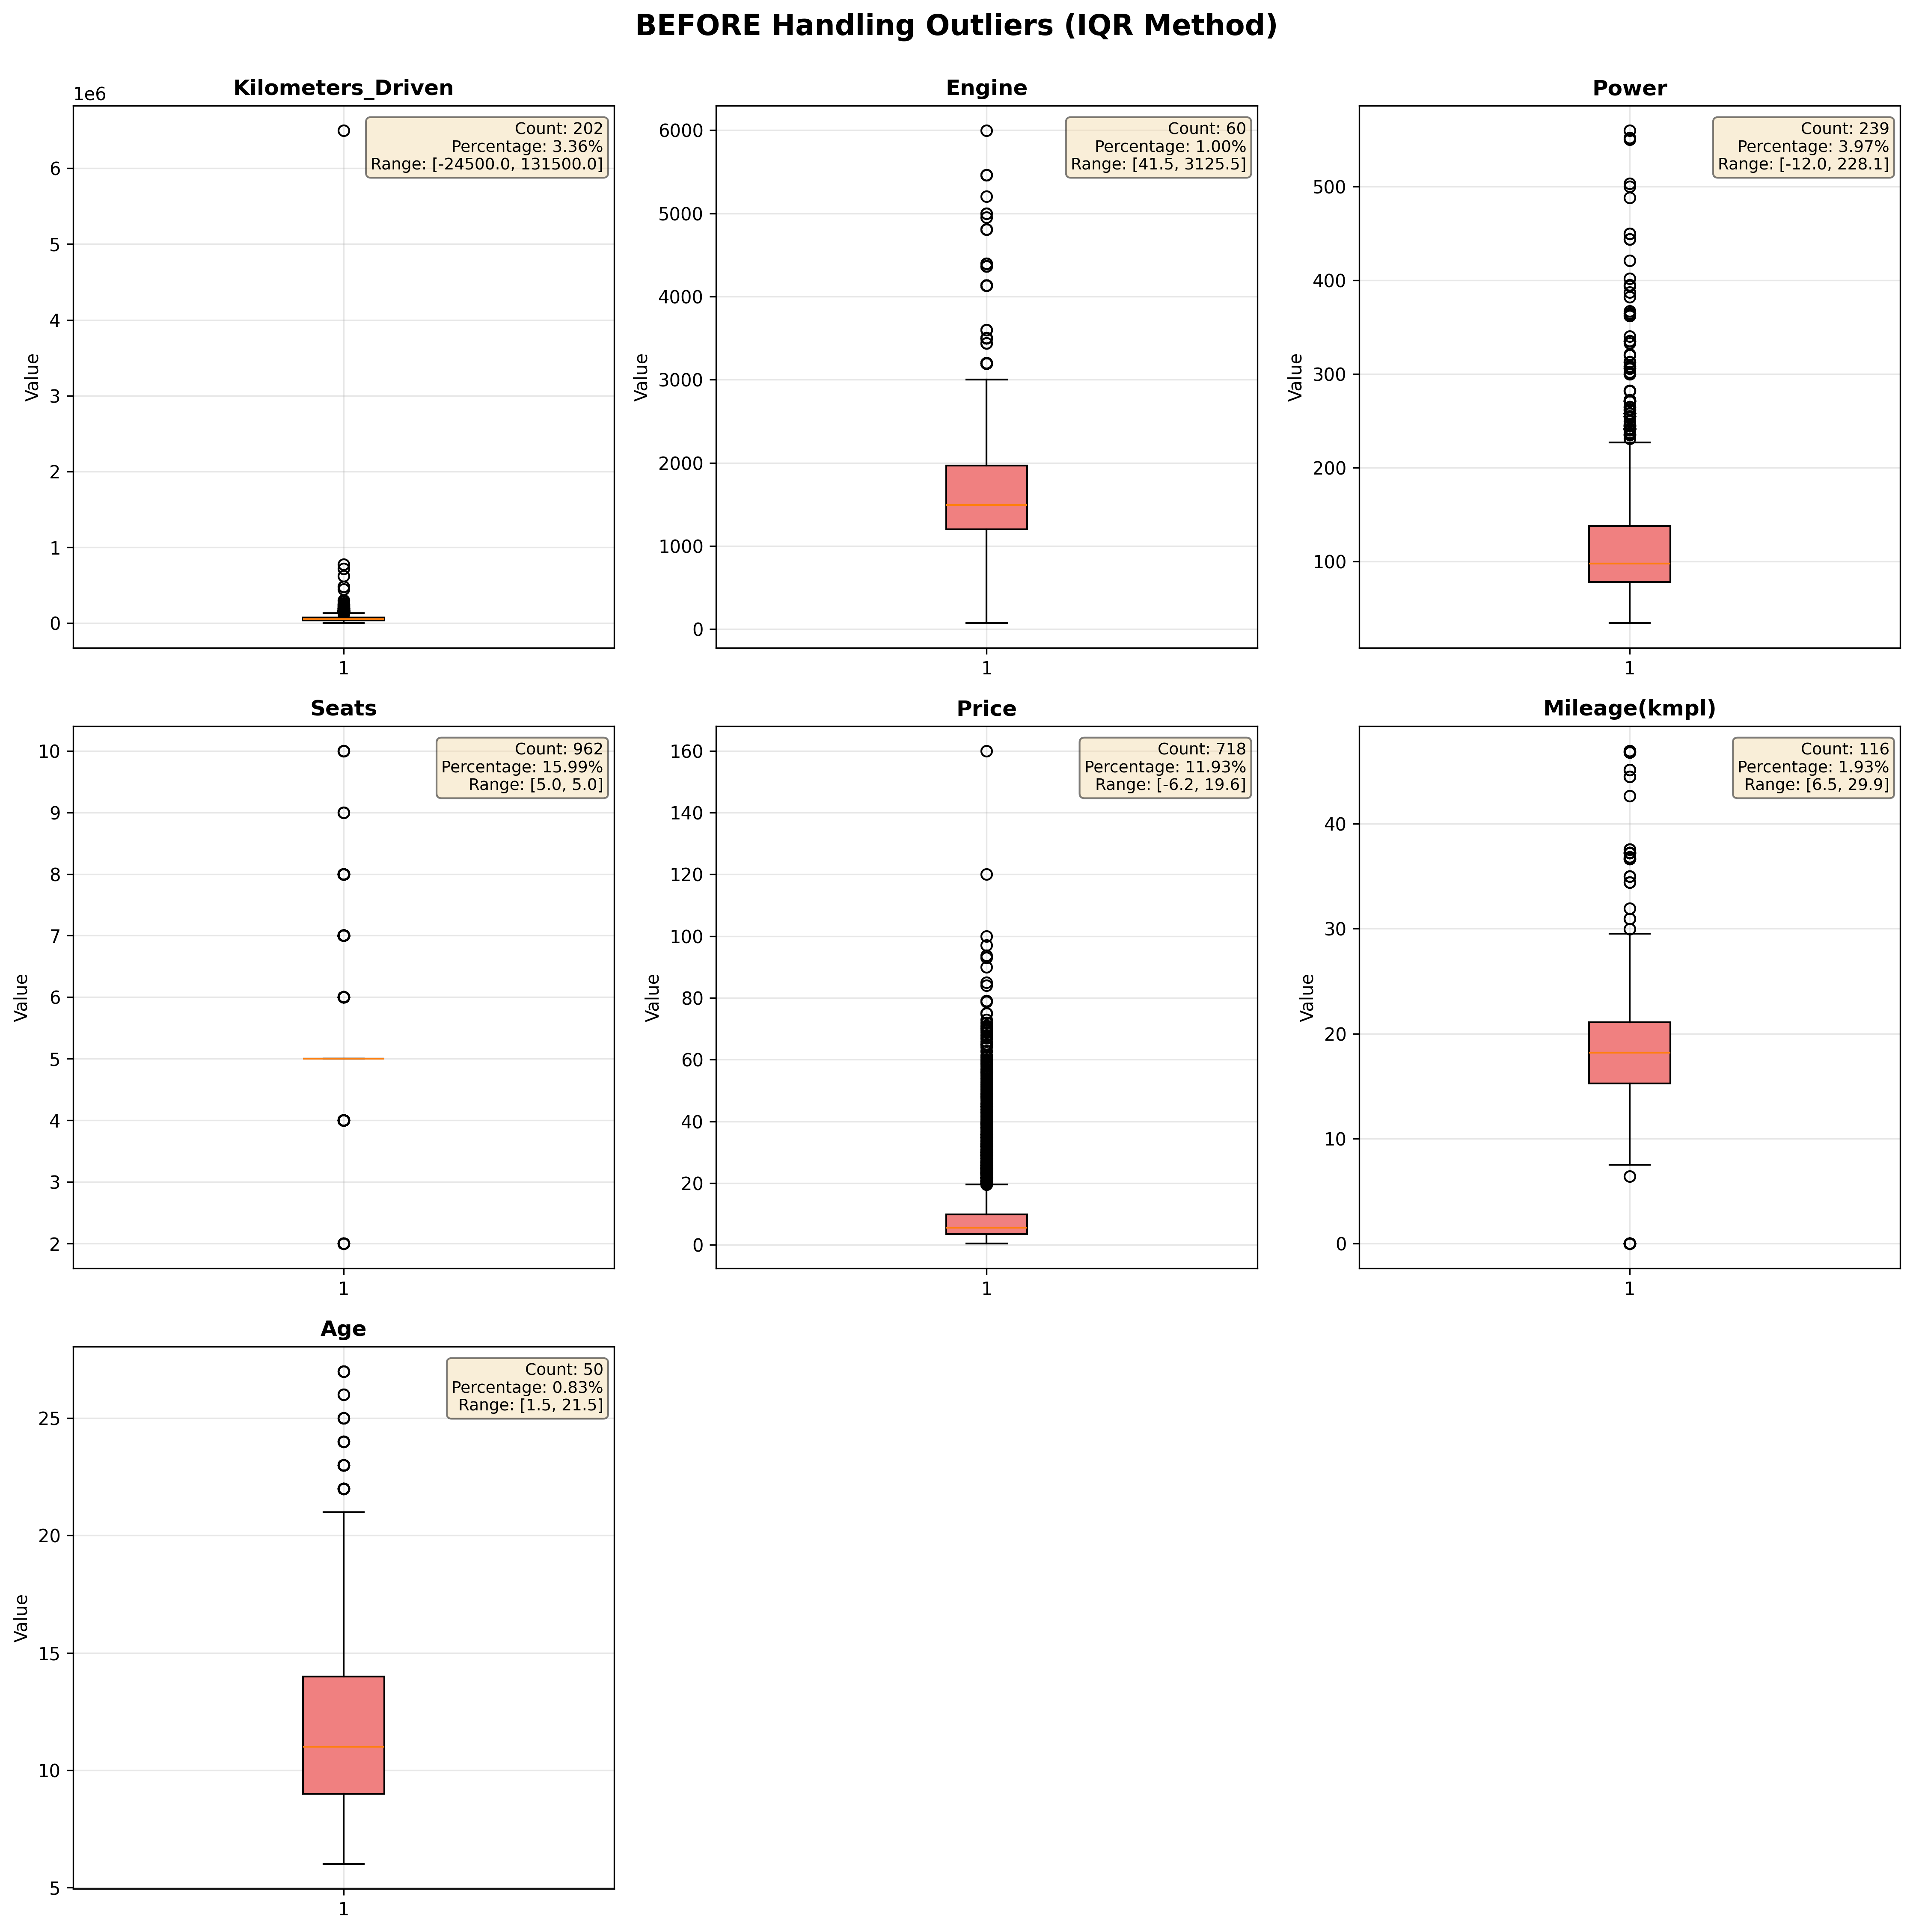 BEFORE Handling Outliers (IQR Method)
Kilometers_Driven
1e6
Count: 202
Percentage: 3.36%
Range: [-24500.0, 131500.0]
6
5
4
3
2
1
0
Value
1
Engine
Count: 60
Percentage: 1.00%
Range: [41.5, 3125.5]
6000
5000
4000
3000
2000
1000
0
Value
1
Power
Count: 239
Percentage: 3.97%
Range: [-12.0, 228.1]
500
400
300
200
100
Value
1
Seats
Count: 962
Percentage: 15.99%
Range: [5.0, 5.0]
10
9
8
7
6
5
4
3
2
Value
1
Price
Count: 718
Percentage: 11.93%
Range: [-6.2, 19.6]
160
140
120
100
80
60
40
20
0
Value
1
Mileage(kmpl)
Count: 116
Percentage: 1.93%
Range: [6.5, 29.9]
40
30
20
10
0
Value
1
Age
Count: 50
Percentage: 0.83%
Range: [1.5, 21.5]
25
20
15
10
5
Value
1